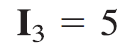 I₃ = 5